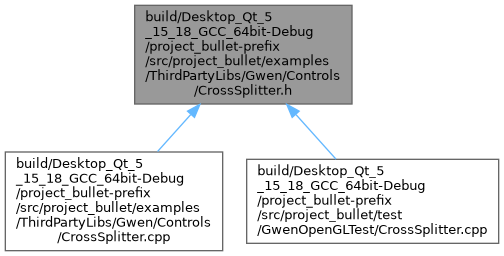 build/Desktop_Qt_5
_15_18_GCC_64bit-Debug
/project_bullet-prefix
/src/project_bullet/examples
/ThirdPartyLibs/Gwen/Controls
/CrossSplitter.h
build/Desktop_Qt_5
_15_18_GCC_64bit-Debug
/project_bullet-prefix
/src/project_bullet/examples
/ThirdPartyLibs/Gwen/Controls
/CrossSplitter.cpp
build/Desktop_Qt_5
_15_18_GCC_64bit-Debug
/project_bullet-prefix
/src/project_bullet/test
/GwenOpenGLTest/CrossSplitter.cpp